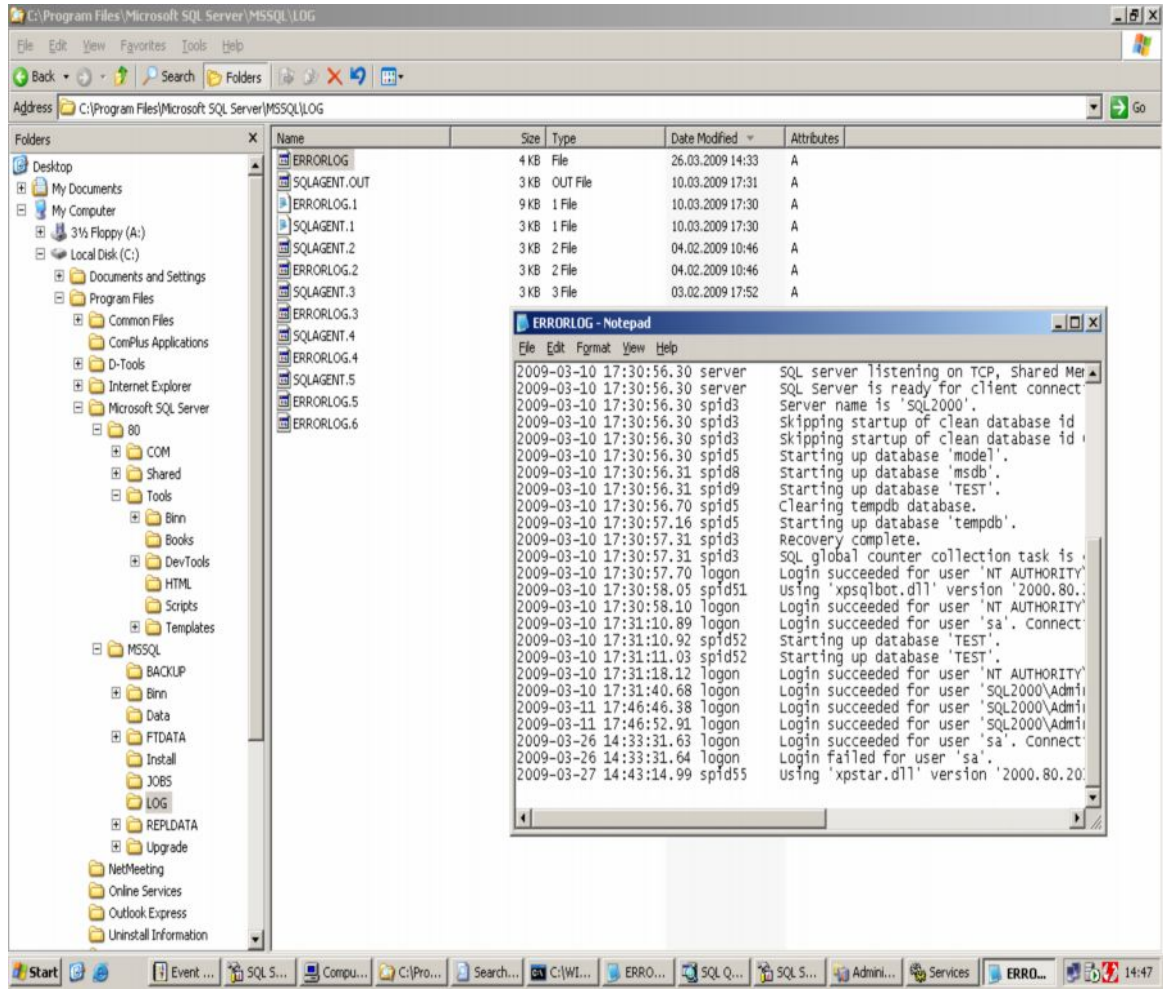 C:\Program Files\Microsoft SQL Server\MSSQL\LOG
File Edit View Favorites Tools Help
Back Search Folders
Address C:\Program Files\Microsoft SQL Server\MSSQL\LOG Go
Folders X
Desktop
My Documents
My Computer
3½ Floppy (A:)
Local Disk (C:)
Documents and Settings
Program Files
Common Files
ComPlus Applications
D-Tools
Internet Explorer
Microsoft SQL Server
80
COM
Shared
Tools
Binn
Books
DevTools
HTML
Scripts
Templates
MSSQL
BACKUP
Binn
Data
FTDATA
Install
JOBS
LOG
REPLDATA
Upgrade
NetMeeting
Online Services
Outlook Express
Uninstall Information
Name Size Type Date Modified Attributes
ERRORLOG 4 KB File 26.03.2009 14:33 A
SQLAGENT.OUT 3 KB OUT File 10.03.2009 17:31 A
ERRORLOG.1 9 KB 1 File 10.03.2009 17:30 A
SQLAGENT.1 3 KB 1 File 10.03.2009 17:30 A
SQLAGENT.2 3 KB 2 File 04.02.2009 10:46 A
ERRORLOG.2 3 KB 2 File 04.02.2009 10:46 A
SQLAGENT.3 3 KB 3 File 03.02.2009 17:52 A
ERRORLOG.3
SQLAGENT.4
ERRORLOG.4
SQLAGENT.5
ERRORLOG.5
ERRORLOG.6
ERRORLOG - Notepad
File Edit Format View Help
2009-03-10 17:30:56.30 server SQL server listening on TCP, Shared Mem
2009-03-10 17:30:56.30 server SQL Server is ready for client connect
2009-03-10 17:30:56.30 spid3 Server name is 'SQL2000'.
2009-03-10 17:30:56.30 spid3 Skipping startup of clean database id
2009-03-10 17:30:56.30 spid3 Skipping startup of clean database id
2009-03-10 17:30:56.30 spid5 Starting up database 'model'.
2009-03-10 17:30:56.31 spid8 Starting up database 'msdb'.
2009-03-10 17:30:56.31 spid9 Starting up database 'TEST'.
2009-03-10 17:30:56.70 spid5 Clearing tempdb database.
2009-03-10 17:30:57.16 spid5 Starting up database 'tempdb'.
2009-03-10 17:30:57.31 spid3 Recovery complete.
2009-03-10 17:30:57.31 spid3 SQL global counter collection task is
2009-03-10 17:30:57.70 logon Login succeeded for user 'NT AUTHORITY\
2009-03-10 17:30:58.05 spid51 Using 'xpsqlbot.dll' version '2000.80.
2009-03-10 17:30:58.10 logon Login succeeded for user 'NT AUTHORITY\
2009-03-10 17:31:10.89 logon Login succeeded for user 'sa'. Connect
2009-03-10 17:31:10.92 spid52 Starting up database 'TEST'.
2009-03-10 17:31:11.03 spid52 Starting up database 'TEST'.
2009-03-10 17:31:18.12 logon Login succeeded for user 'NT AUTHORITY\
2009-03-10 17:31:40.68 logon Login succeeded for user 'SQL2000\Admi
2009-03-11 17:46:46.38 logon Login succeeded for user 'SQL2000\Admi
2009-03-11 17:46:52.91 logon Login succeeded for user 'SQL2000\Admi
2009-03-26 14:33:31.63 logon Login succeeded for user 'sa'. Connect
2009-03-26 14:33:31.64 logon Login failed for user 'sa'.
2009-03-27 14:43:14.99 spid55 Using 'xpstar.dll' version '2000.80.20
Start Event ... SQL S... Compu... C:\Pro... Search... C:\WI... ERRO... SQL Q... SQL S... Admini... Services ERRO... 14:47